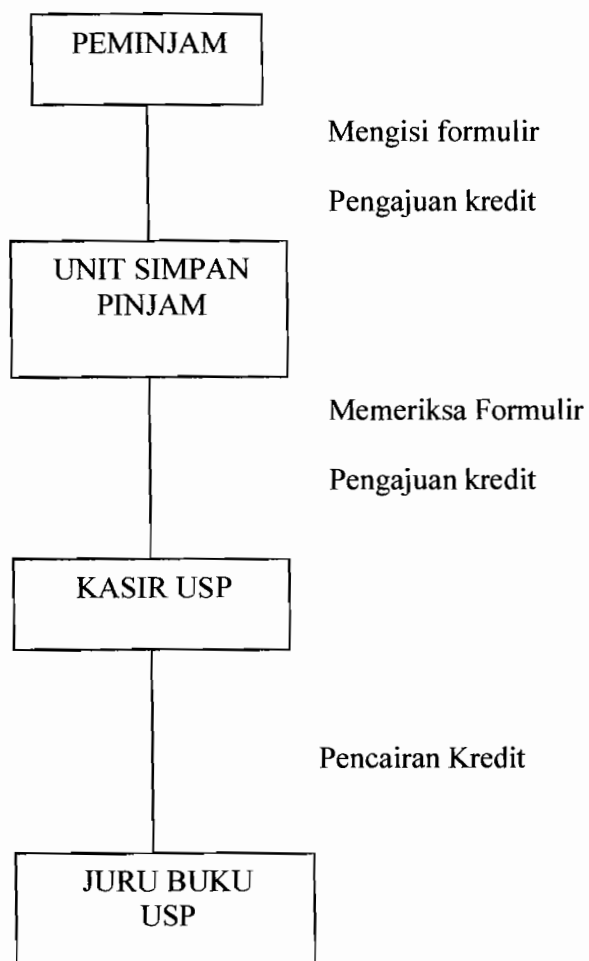 PEMINJAM
Mengisi formulir
Pengajuan kredit
UNIT SIMPAN
PINJAM
Memeriksa Formulir
Pengajuan kredit
KASIR USP
Pencairan Kredit
JURU BUKU
USP